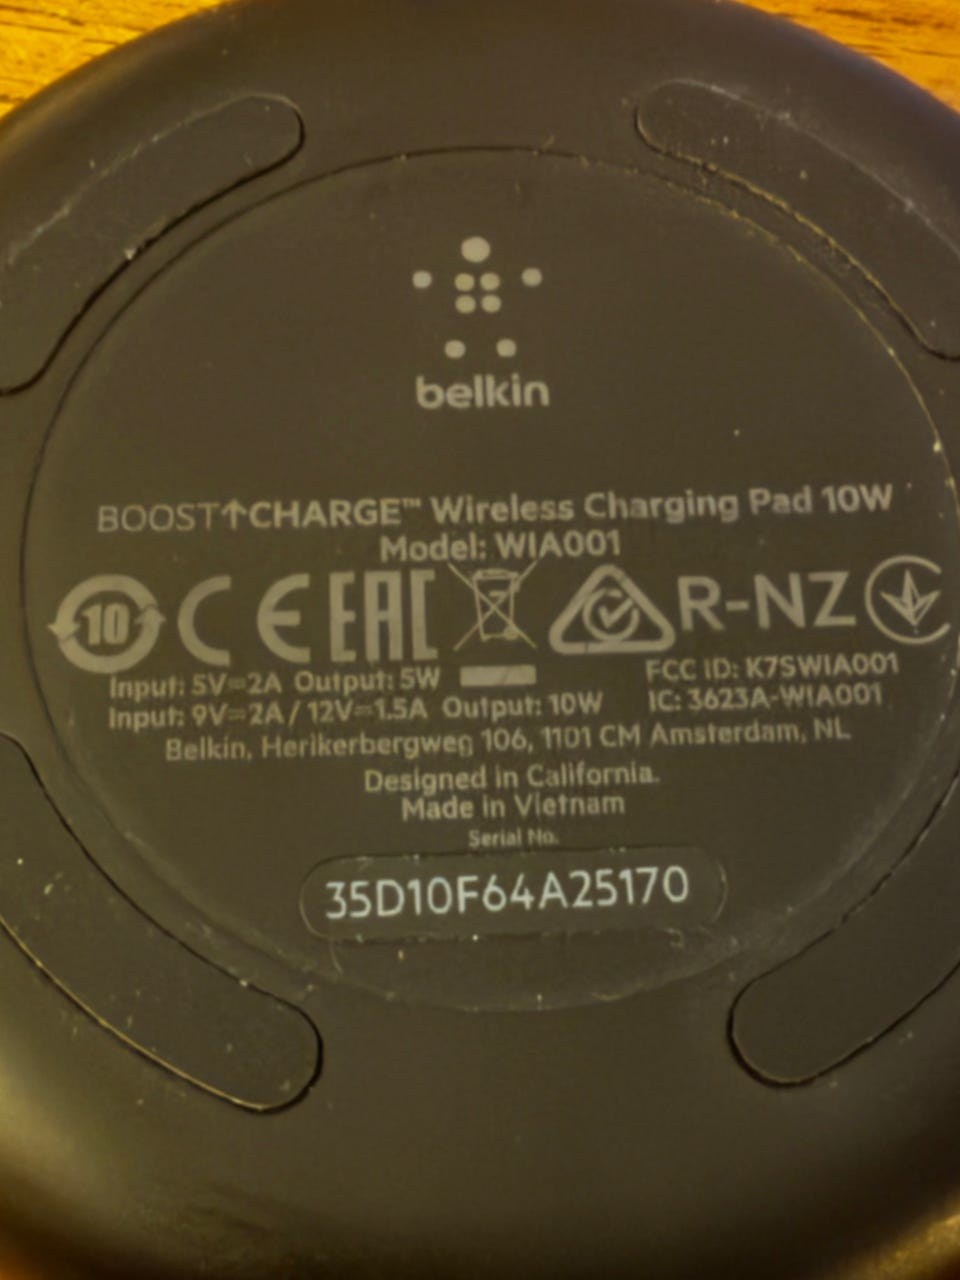 belkin
BOOST↑CHARGE™ Wireless Charging Pad 10W
Model: WIA001
10 CE EAC R-NZ
Input: 5V⎓2A Output: 5W
FCC ID: K7SWIA001
Input: 9V⎓2A / 12V⎓1.5A Output: 10W
IC: 3623A-WIA001
Belkin, Herikerbergweg 106, 1101 CM Amsterdam, NL
Designed in California.
Made in Vietnam
Serial No.
35D10F64A25170